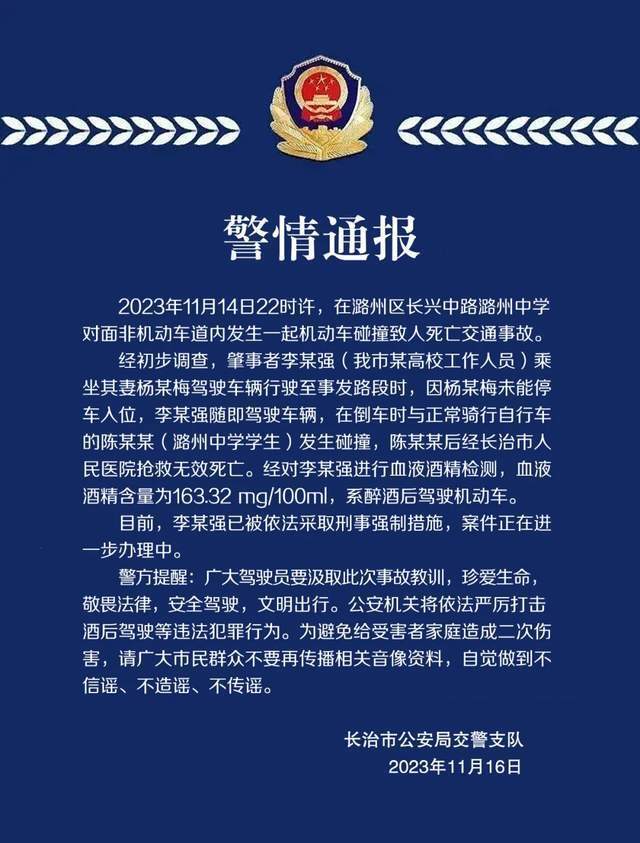 警情通报
2023年11月14日22时许，在潞州区长兴中路潞州中学
对面非机动车道内发生一起机动车碰撞致人死亡交通事故。
经初步调查，肇事者李某强（我市某高校工作人员）乘
坐其妻杨某梅驾驶车辆行驶至事发路段时，因杨某梅未能停
车入位，李某强随即驾驶车辆，在倒车时与正常骑行自行车
的陈某某（潞州中学学生）发生碰撞，陈某某后经长治市人
民医院抢救无效死亡。经对李某强进行血液酒精检测，血液
酒精含量为163.32 mg/100ml，系醉酒后驾驶机动车。
目前，李某强已被依法采取刑事强制措施，案件正在进
一步办理中。
警方提醒：广大驾驶员要汲取此次事故教训，珍爱生命，
敬畏法律，安全驾驶，文明出行。公安机关将依法严厉打击
酒后驾驶等违法犯罪行为。为避免给受害者家庭造成二次伤
害，请广大市民群众不要再传播相关音像资料，自觉做到不
信谣、不造谣、不传谣。
长治市公安局交警支队
2023年11月16日